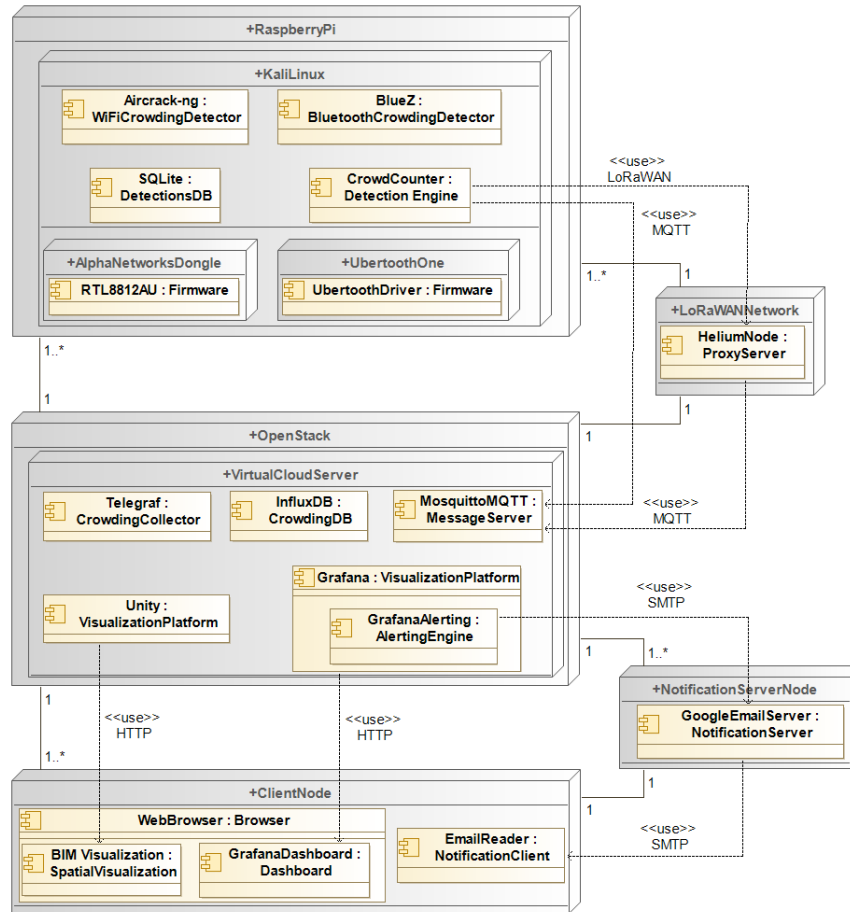 +RaspberryPi
+KaliLinux
Aircrack-ng :
WiFiCrowdingDetector
BlueZ :
BluetoothCrowdingDetector
SQLite :
DetectionsDB
CrowdCounter :
Detection Engine
<<use>>
LoRaWAN
<<use>>
MQTT
+AlphaNetworksDongle
RTL8812AU : Firmware
+UbertoothOne
UbertoothDriver : Firmware
1..*
1
+LoRaWANNetwork
HeliumNode :
ProxyServer
1..*
1
1
1
+OpenStack
+VirtualCloudServer
Telegraf :
CrowdingCollector
InfluxDB :
CrowdingDB
MosquittoMQTT :
MessageServer
<<use>>
MQTT
Unity :
VisualizationPlatform
Grafana : VisualizationPlatform
GrafanaAlerting :
AlertingEngine
<<use>>
SMTP
1
1..*
+NotificationServerNode
GoogleEmailServer :
NotificationServer
1
<<use>>
HTTP
<<use>>
HTTP
1..*
1
1
+ClientNode
WebBrowser : Browser
BIM Visualization :
SpatialVisualization
GrafanaDashboard :
Dashboard
EmailReader :
NotificationClient
<<use>>
SMTP